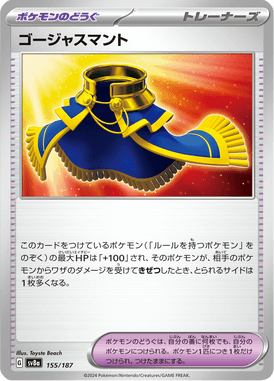 ポケモンのどうぐ
トレーナーズ
ゴージャスマント
このカードをつけているポケモン（「ルールを持つポケモン」を
のぞく）の最大HPは「+100」され、そのポケモンが、相手のポケ
モンからワザのダメージを受けてきぜつしたとき、とられるサイドは
1枚多くなる。
Illus. Toyste Beach
G sv8a 155/187
©2024 Pokémon/Nintendo/Creatures/GAME FREAK.
ポケモンのどうぐは、自分の番に何枚でも、自分の
ポケモンにつけられる。ポケモン1匹につき1枚だけ
つけられ、つけたままにする。